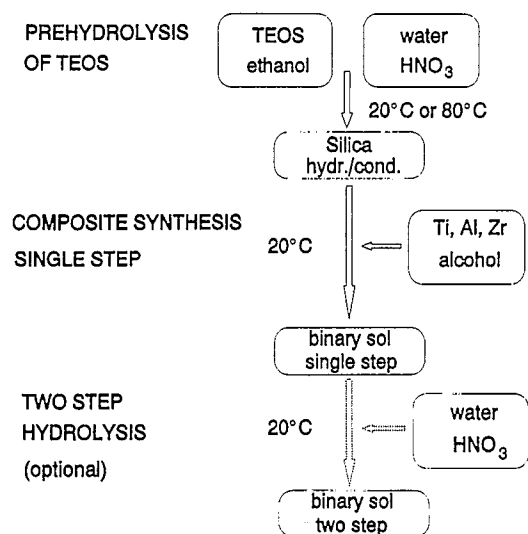 PREHYDROLYSIS
OF TEOS
TEOS
ethanol
water
HNO3
20°C or 80°C
Silica
hydr./cond.
COMPOSITE SYNTHESIS
SINGLE STEP
20°C
Ti, Al, Zr
alcohol
binary sol
single step
TWO STEP
HYDROLYSIS
(optional)
20°C
water
HNO3
binary sol
two step